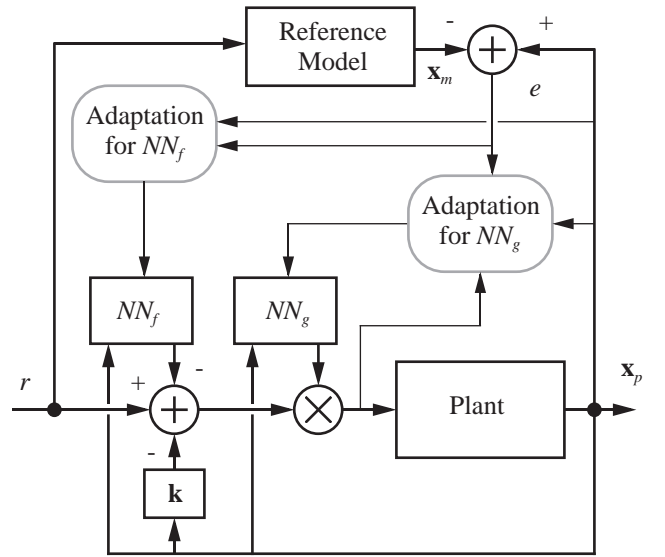 Reference
Model
-
+
x_m
e
Adaptation
for NN_f
Adaptation
for NN_g
NN_f
NN_g
r
+
-
+
×
Plant
x_p
-
k
+